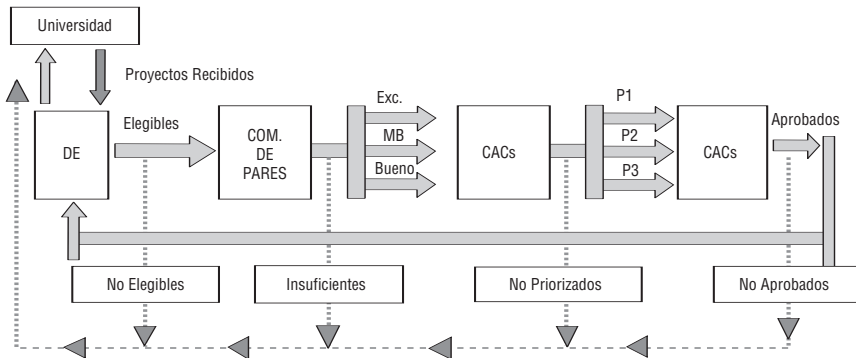 Universidad
Proyectos Recibidos
Exc.
P1
Elegibles
Aprobados
DE
COM.
DE
PARES
MB
CACs
P2
CACs
Bueno
P3
No Elegibles
Insuficientes
No Priorizados
No Aprobados